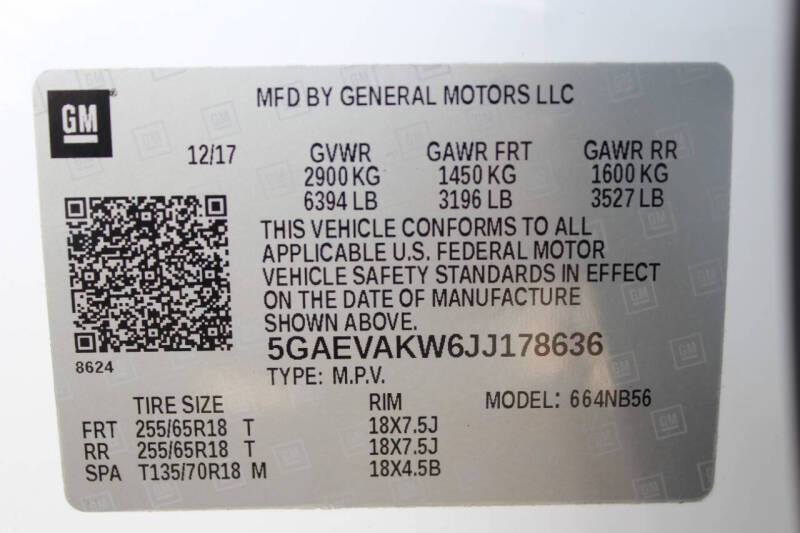 GM
MFD BY GENERAL MOTORS LLC
12/17 GVWR GAWR FRT GAWR RR
2900 KG 1450 KG 1600 KG
6394 LB 3196 LB 3527 LB
THIS VEHICLE CONFORMS TO ALL
APPLICABLE U.S. FEDERAL MOTOR
VEHICLE SAFETY STANDARDS IN EFFECT
ON THE DATE OF MANUFACTURE
SHOWN ABOVE.
5GAEVAKW6JJ178636
8624
TYPE: M.P.V.
TIRE SIZE RIM MODEL: 664NB56
FRT 255/65R18 T 18X7.5J
RR 255/65R18 T 18X7.5J
SPA T135/70R18 M 18X4.5B